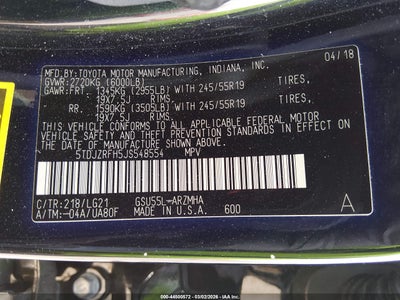 MFD.BY:TOYOTA MOTOR MANUFACTURING, INDIANA, INC.
04/18
GVWR:2720KG (6000LB)
GAWR:FRT. 1345KG (2955LB) WITH 245/55R19 TIRES,
19X7.5J RIMS,
RR. 1590KG (3505LB) WITH 245/55R19 TIRES,
19X7.5J RIMS,
THIS VEHICLE CONFORMS TO ALL APPLICABLE FEDERAL MOTOR
VEHICLE SAFETY AND THEFT PREVENTION STANDARDS IN
EFFECT ON THE DATE OF MANUFACTURE SHOWN ABOVE.
5TDJZRFH5JS548554 MPV
C/TR:218/LG21 GSU55L-ARZMHA
A/TM:-04A/UA80F MADE IN U.S.A. 600
A
000-44500572 - 03/02/2026 - IAAI.COM